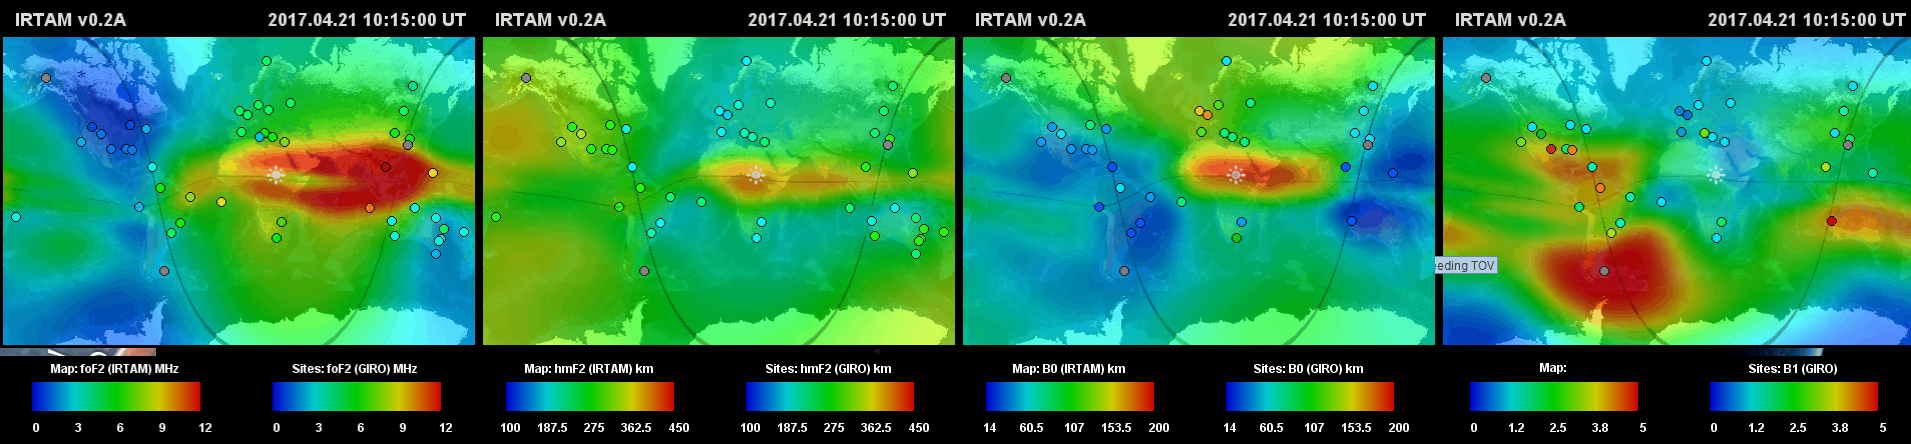 IRTAM v0.2A 2017.04.21 10:15:00 UT IRTAM v0.2A 2017.04.21 10:15:00 UT IRTAM v0.2A 2017.04.21 10:15:00 UT IRTAM v0.2A 2017.04.21 10:15:00 UT
eeding TOV
Map: foF2 (IRTAM) MHz Sites: foF2 (GIRO) MHz Map: hmF2 (IRTAM) km Sites: hmF2 (GIRO) km Map: B0 (IRTAM) km Sites: B0 (GIRO) km Map: Sites: B1 (GIRO)
0 3 6 9 12 0 3 6 9 12 100 187.5 275 362.5 450 100 187.5 275 362.5 450 14 60.5 107 153.5 200 14 60.5 107 153.5 200 0 1.2 2.5 3.8 5 0 1.2 2.5 3.8 5